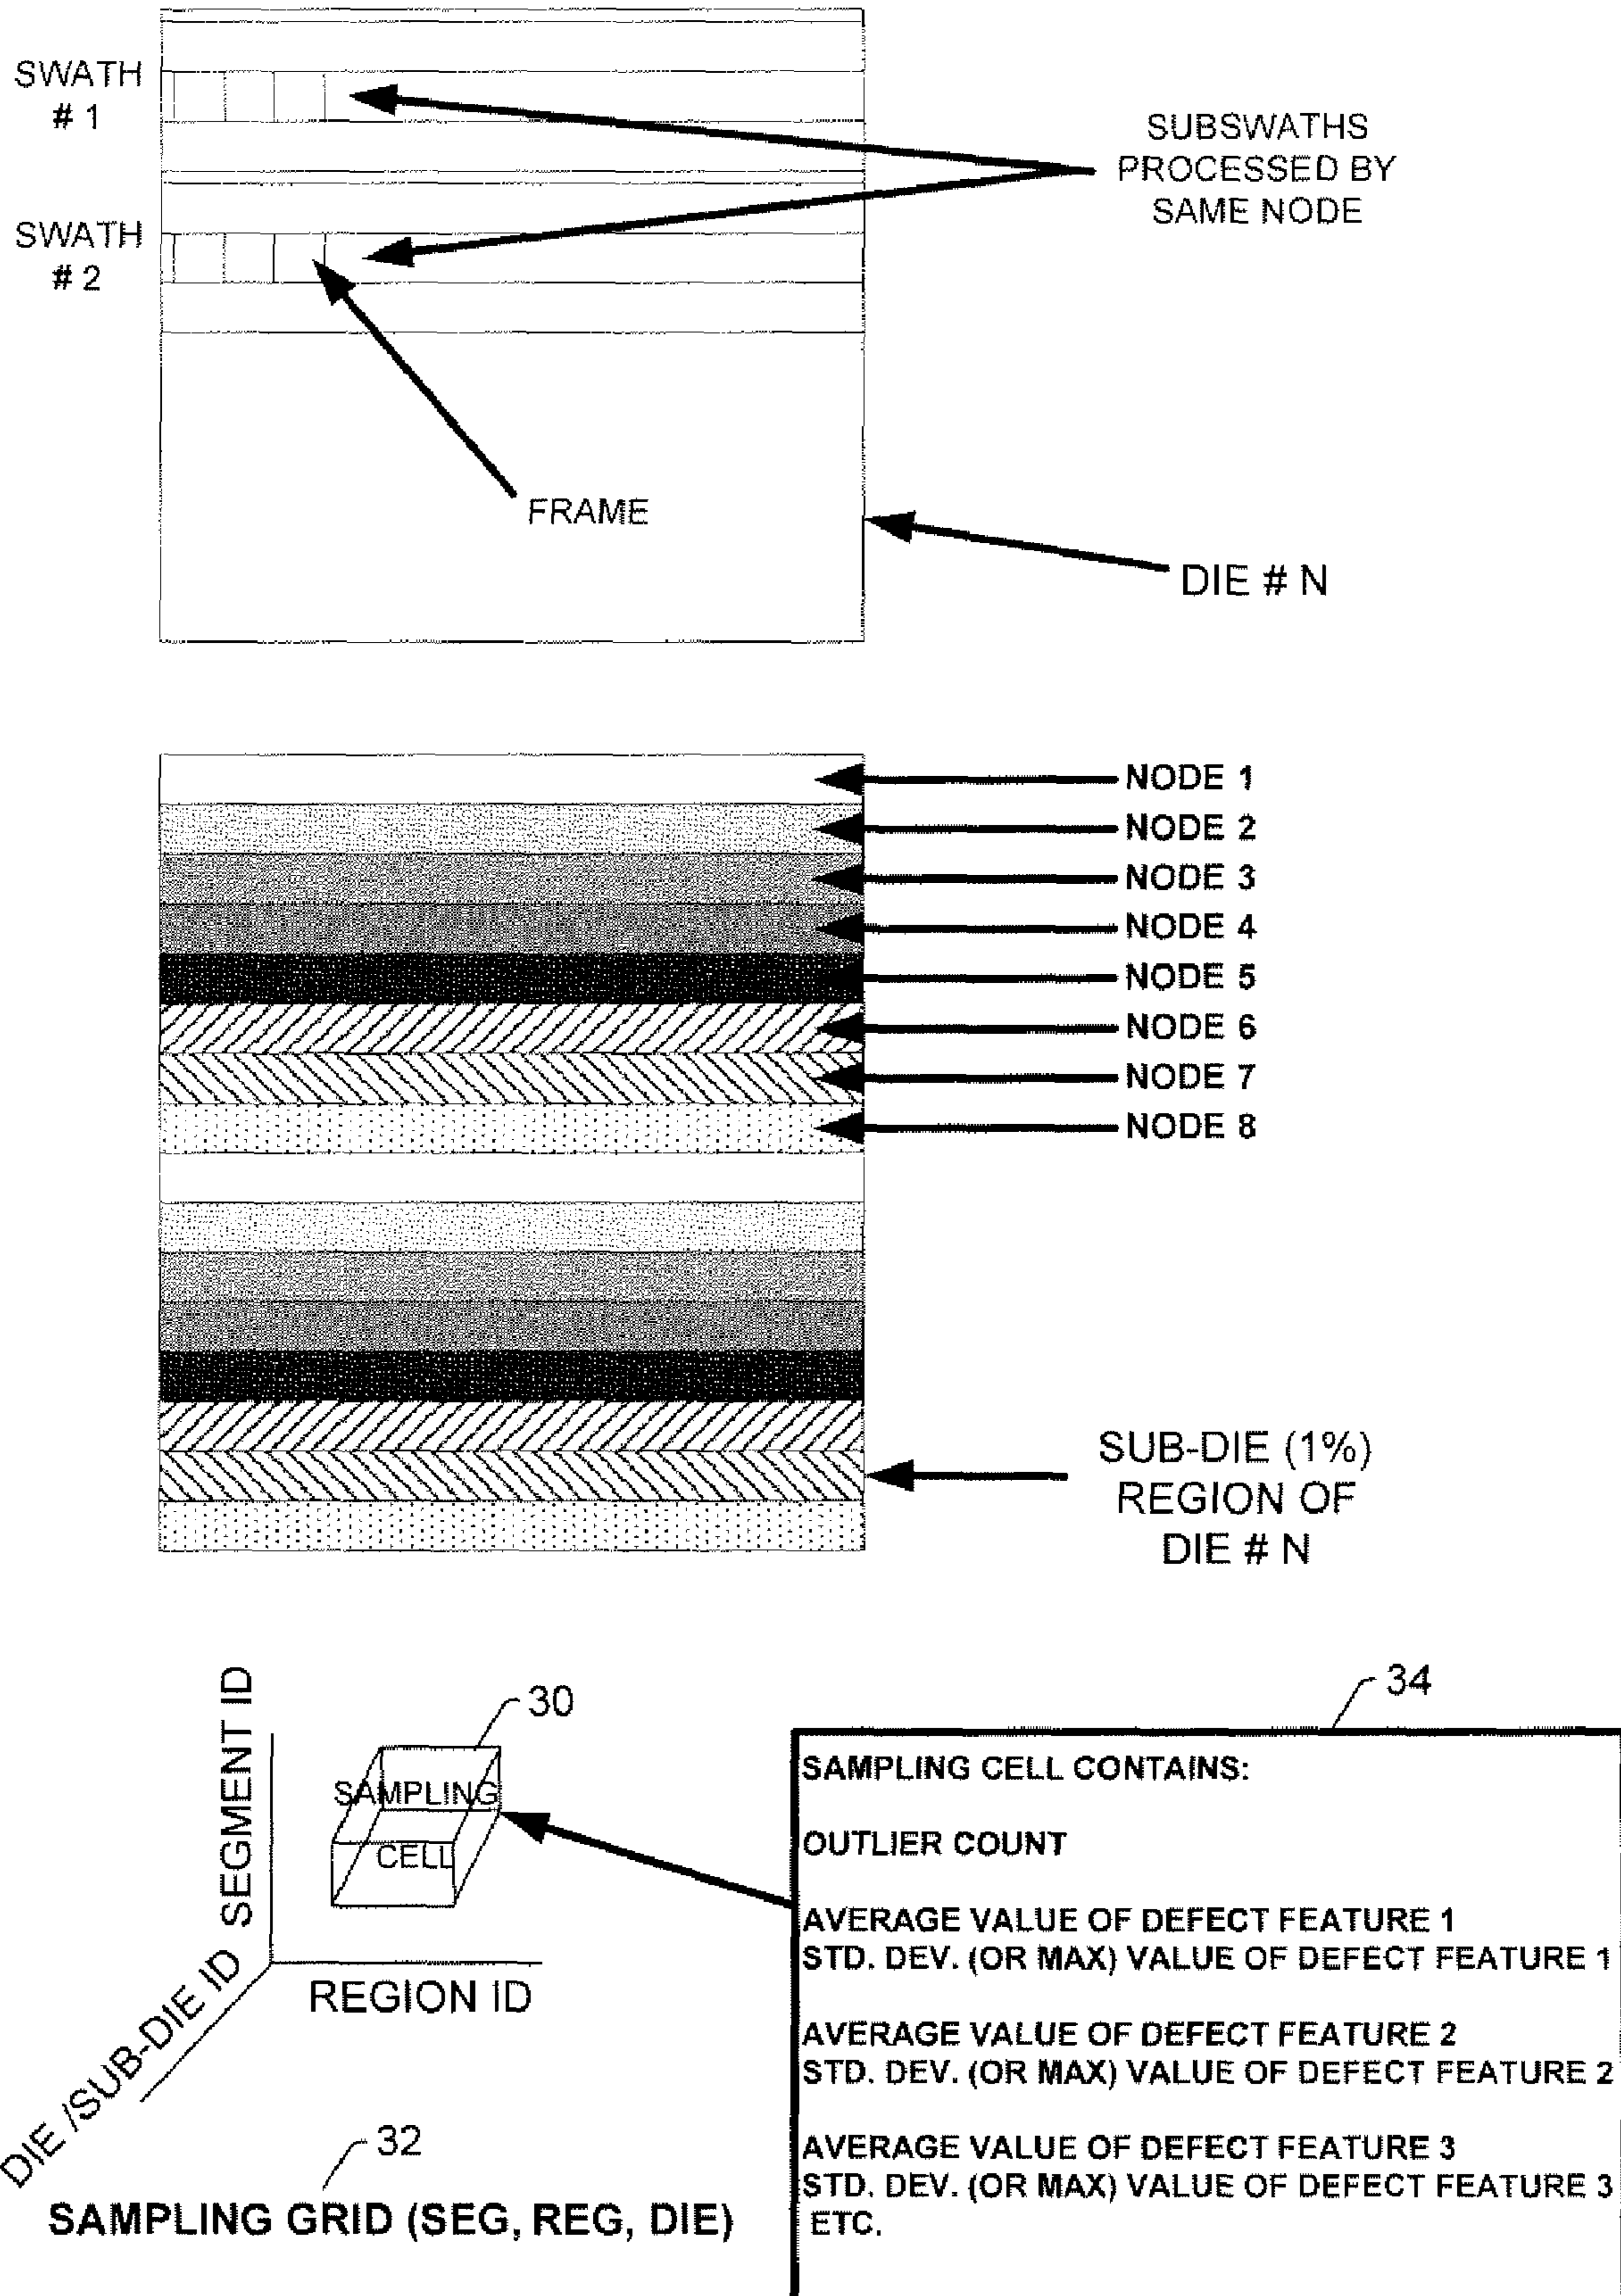 SWATH
# 1
SUBSWATHS
PROCESSED BY
SAME NODE
SWATH
# 2
FRAME
DIE # N
NODE 1
NODE 2
NODE 3
NODE 4
NODE 5
NODE 6
NODE 7
NODE 8
SUB-DIE (1%)
REGION OF
DIE # N
SEGMENT ID
30
SAMPLING
CELL
REGION ID
DIE /SUB-DIE ID
32
SAMPLING GRID (SEG, REG, DIE)
34
SAMPLING CELL CONTAINS:
OUTLIER COUNT
AVERAGE VALUE OF DEFECT FEATURE 1
STD. DEV. (OR MAX) VALUE OF DEFECT FEATURE 1
AVERAGE VALUE OF DEFECT FEATURE 2
STD. DEV. (OR MAX) VALUE OF DEFECT FEATURE 2
AVERAGE VALUE OF DEFECT FEATURE 3
STD. DEV. (OR MAX) VALUE OF DEFECT FEATURE 3
ETC.